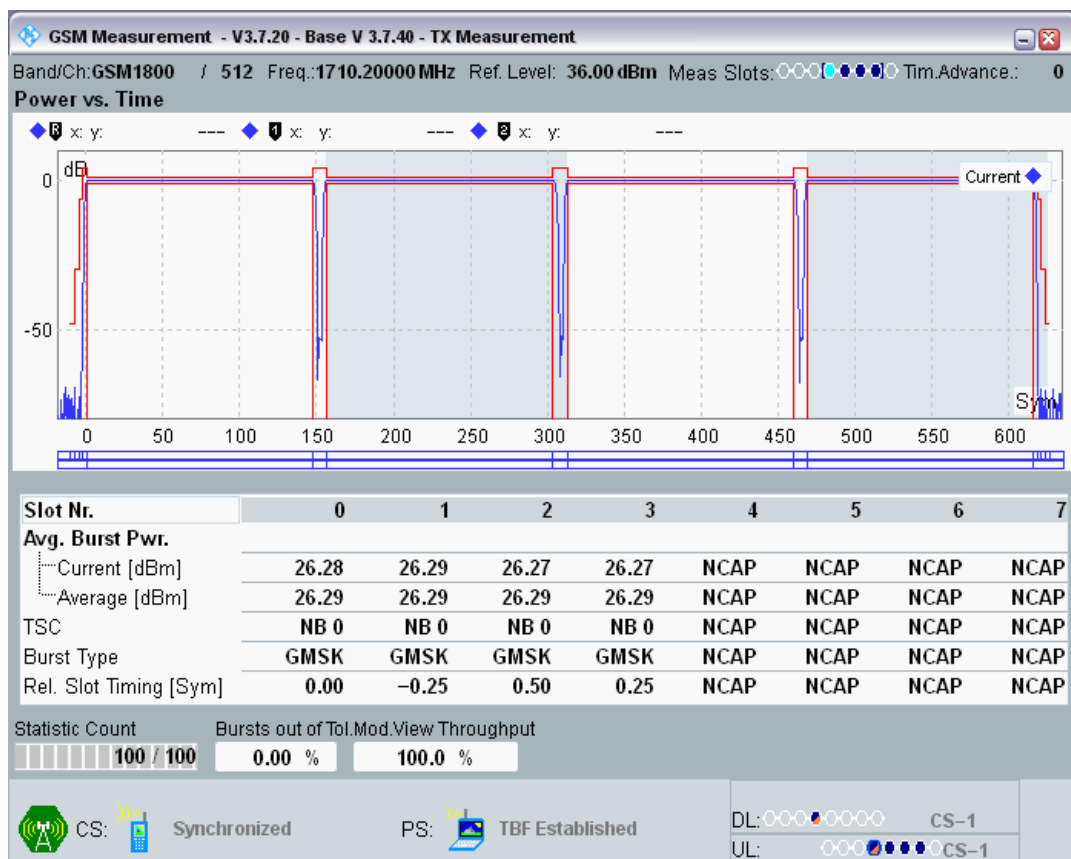 GSM Measurement - V3.7.20 - Base V 3.7.40 - TX Measurement
Band/Ch:GSM1800 / 512 Freq.:1710.20000 MHz Ref. Level: 36.00 dBm Meas Slots: Tim.Advance.: 0
Power vs. Time
R x: y: --- 1 x: y: --- 2 x: y: ---
dB
Current
0
-50
Sym
0 50 100 150 200 250 300 350 400 450 500 550 600
Slot Nr. 0 1 2 3 4 5 6 7
Avg. Burst Pwr.
Current [dBm] 26.28 26.29 26.27 26.27 NCAP NCAP NCAP NCAP
Average [dBm] 26.29 26.29 26.29 26.29 NCAP NCAP NCAP NCAP
TSC NB 0 NB 0 NB 0 NB 0 NCAP NCAP NCAP NCAP
Burst Type GMSK GMSK GMSK GMSK NCAP NCAP NCAP NCAP
Rel. Slot Timing [Sym] 0.00 −0.25 0.50 0.25 NCAP NCAP NCAP NCAP
Statistic Count Bursts out of Tol.Mod.View Throughput
100 / 100 0.00 % 100.0 %
CS: Synchronized PS: TBF Established DL: CS−1
UL: CS−1